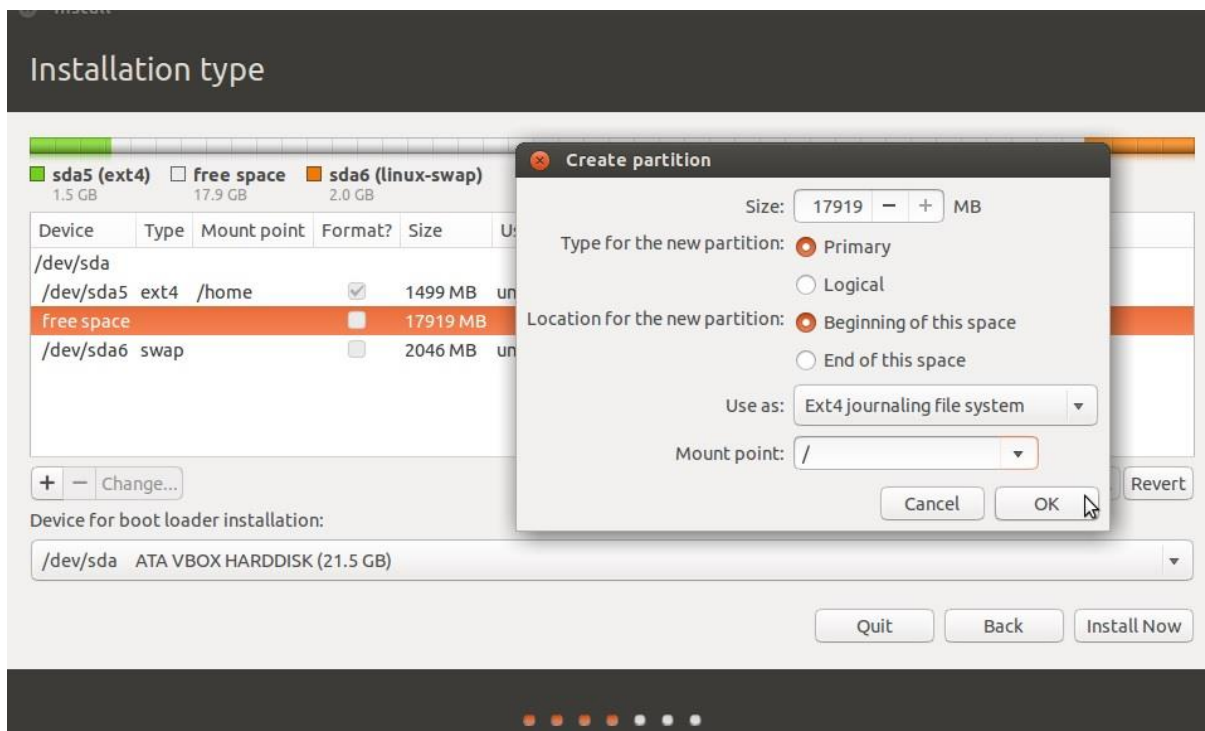 Installation type
sda5 (ext4) free space sda6 (linux-swap)
1.5 GB 17.9 GB 2.0 GB
Device Type Mount point Format? Size
/dev/sda
/dev/sda5 ext4 /home 1499 MB un
free space 17919 MB
/dev/sda6 swap 2046 MB un
+ − Change...
Revert
Device for boot loader installation:
/dev/sda ATA VBOX HARDDISK (21.5 GB)
Quit Back Install Now
Create partition
Size: 17919 − + MB
Type for the new partition: Primary
Logical
Location for the new partition: Beginning of this space
End of this space
Use as: Ext4 journaling file system
Mount point: /
Cancel OK